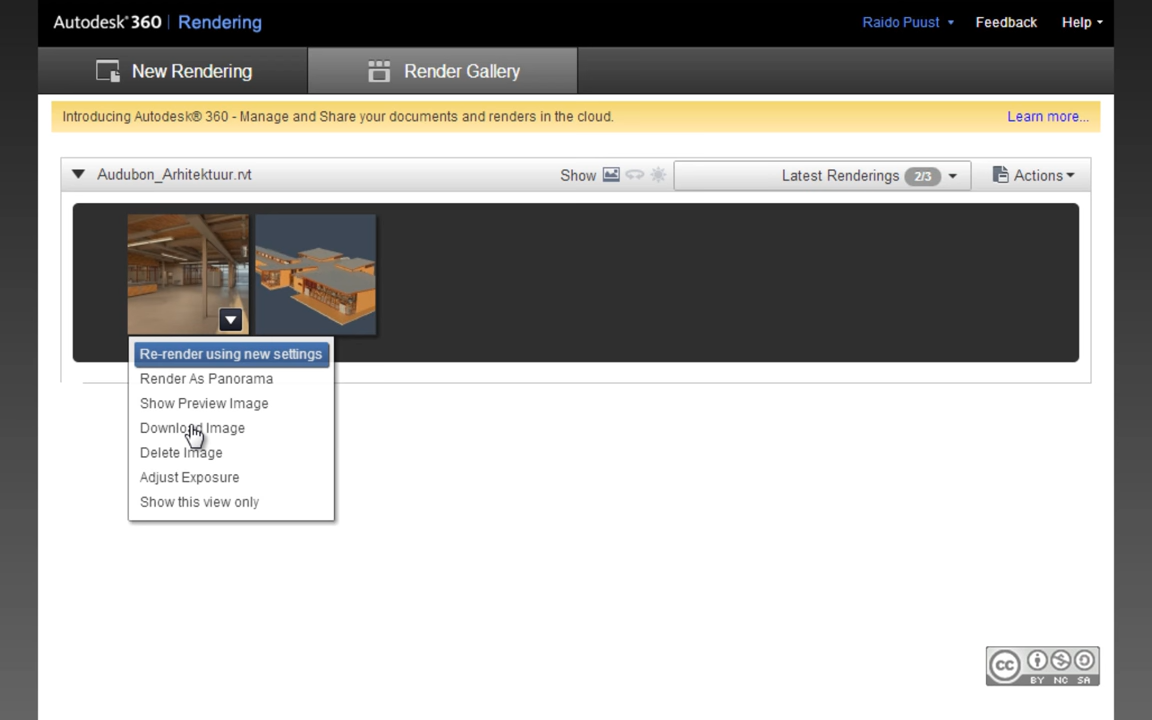 Autodesk® 360 | Rendering
Raido Puust
Feedback
Help
New Rendering
Render Gallery
Introducing Autodesk® 360 - Manage and Share your documents and renders in the cloud.
Learn more...
Audubon_Arhitektuur.rvt
Show
Latest Renderings 2/3
Actions
Re-render using new settings
Render As Panorama
Show Preview Image
Download Image
Delete Image
Adjust Exposure
Show this view only
cc
BY NC SA